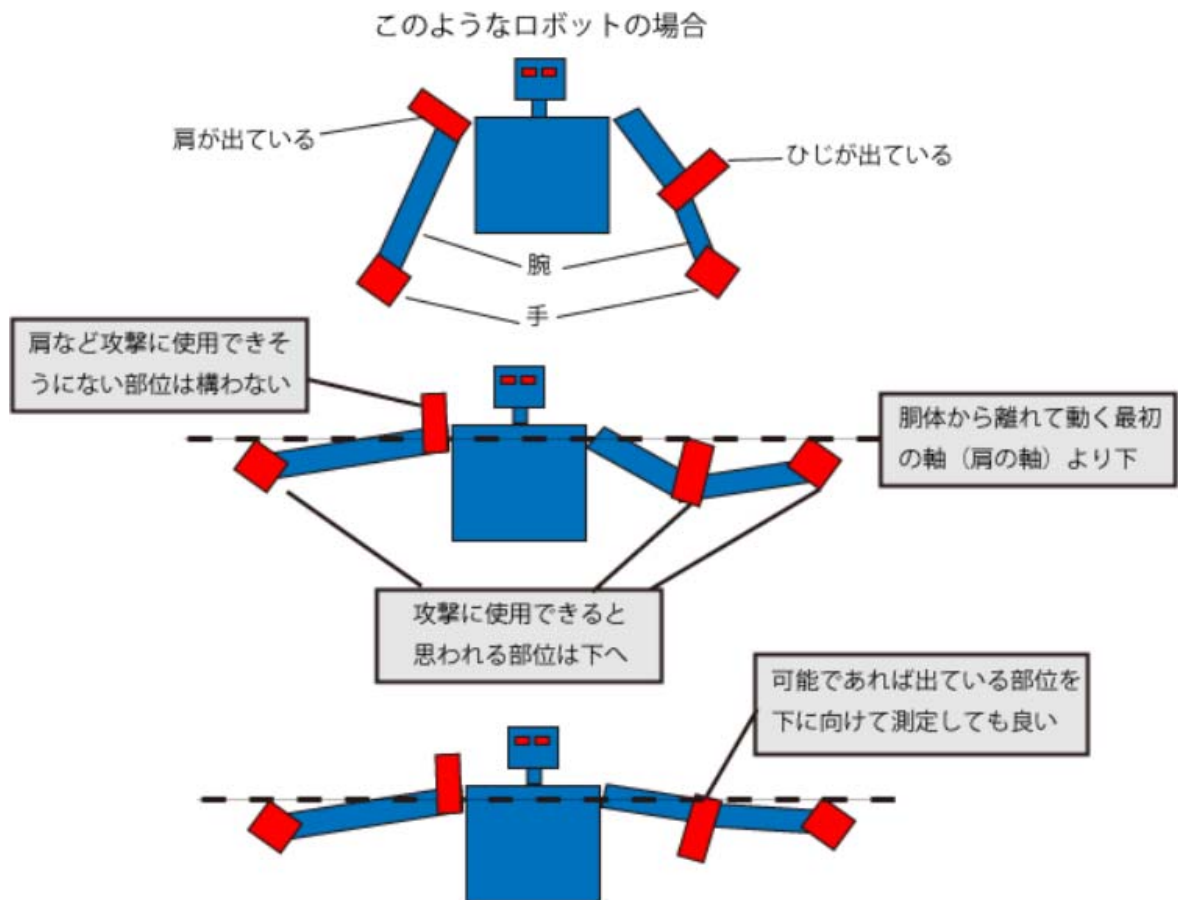 このようなロボットの場合
肩が出ている
ひじが出ている
腕
手
肩など攻撃に使用できそ
うにない部位は構わない
胴体から離れて動く最初
の軸（肩の軸）より下
攻撃に使用できると
思われる部位は下へ
可能であれば出ている部位を
下に向けて測定しても良い